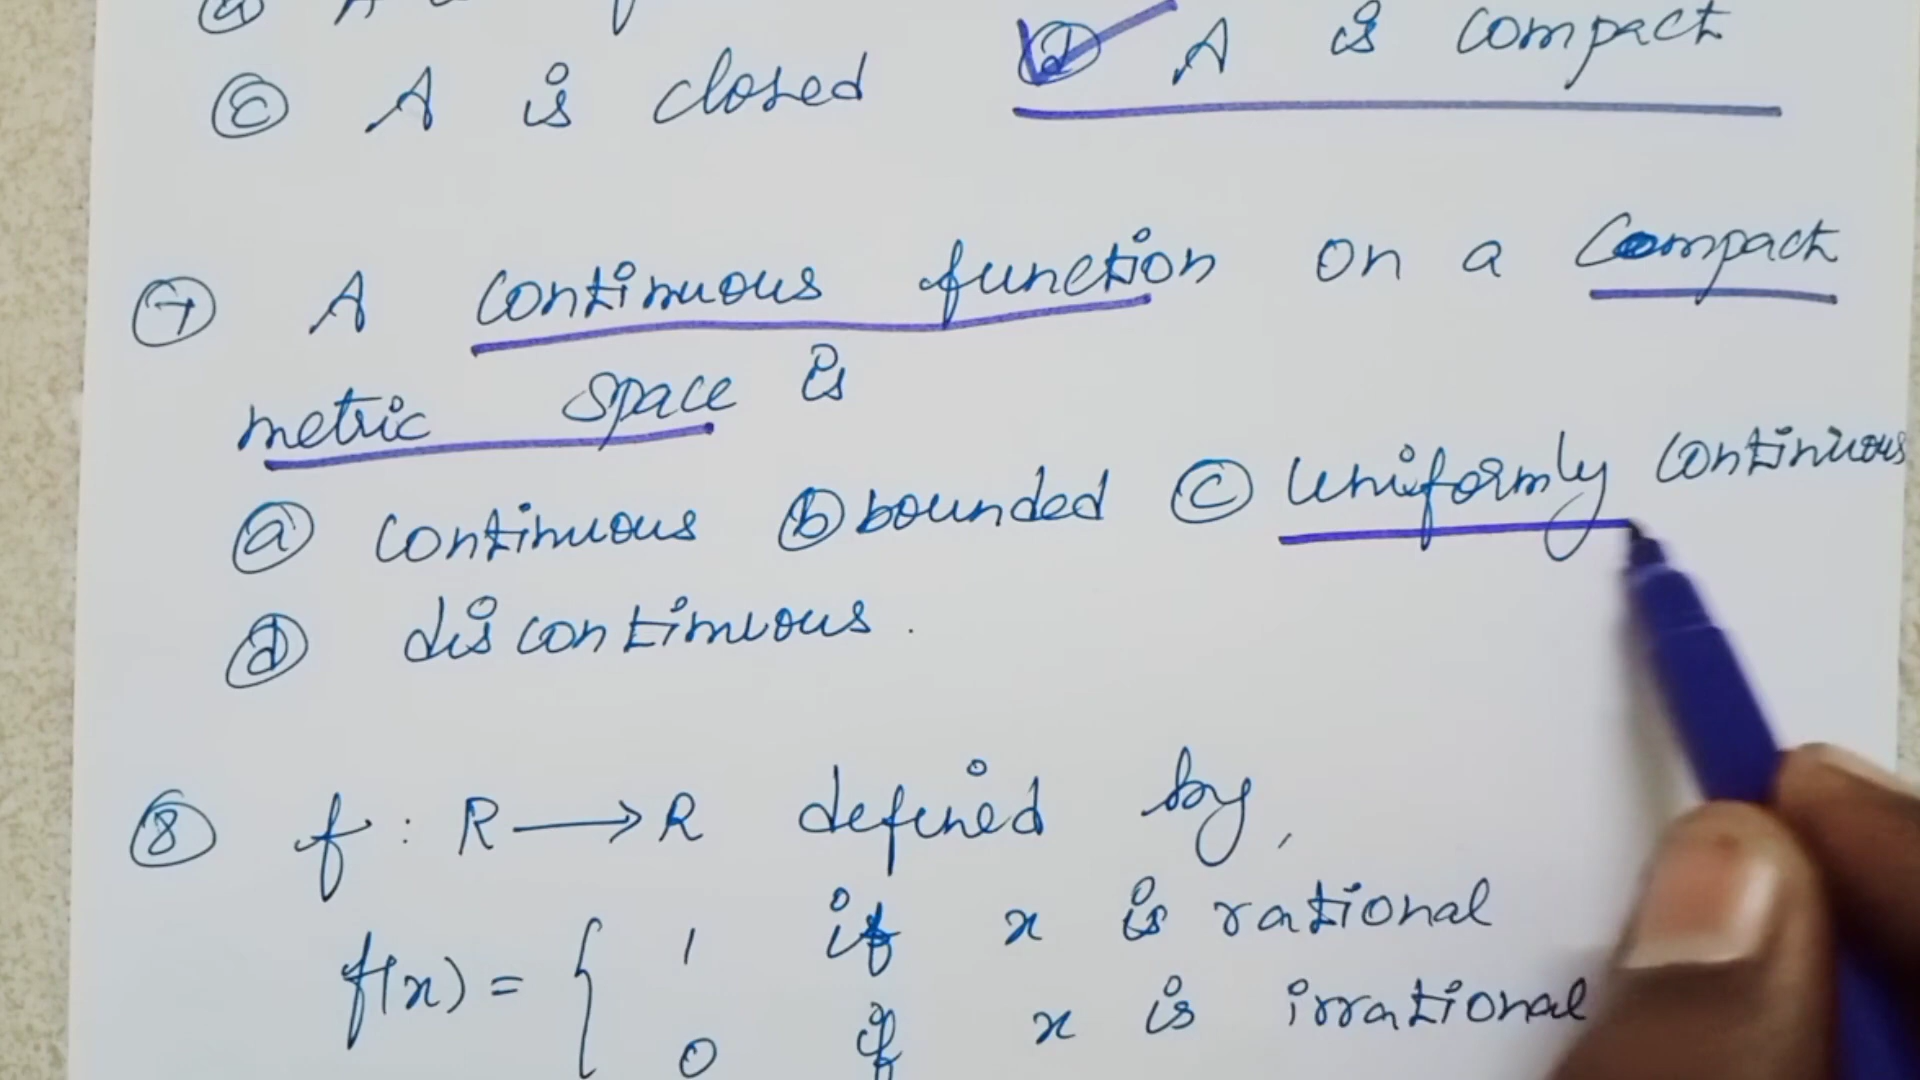 ⓒ A is closed ⓓ A is compact
⑦ A continuous function on a compact
metric space is
ⓐ continuous ⓑ bounded ⓒ uniformly continuous
ⓓ discontinuous.
⑧ f : R ⟶ R defined by,
f(x) = { 1 if x is rational
0 if x is irrational